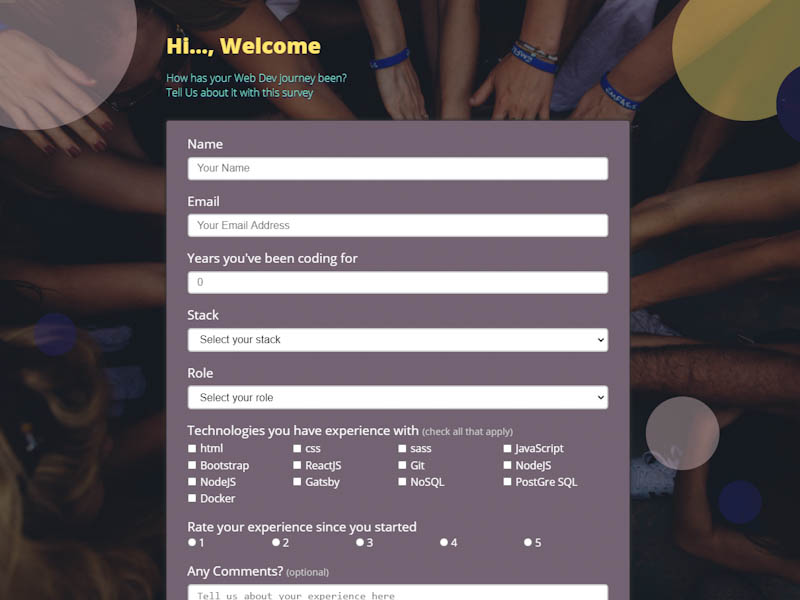 Hi..., Welcome
How has your Web Dev journey been?
Tell Us about it with this survey
Name
Your Name
Email
Your Email Address
Years you've been coding for
0
Stack
Select your stack
Role
Select your role
Technologies you have experience with (check all that apply)
html css sass JavaScript
Bootstrap ReactJS Git NodeJS
NodeJS Gatsby NoSQL PostGre SQL
Docker
Rate your experience since you started
1 2 3 4 5
Any Comments? (optional)
Tell us about your experience here